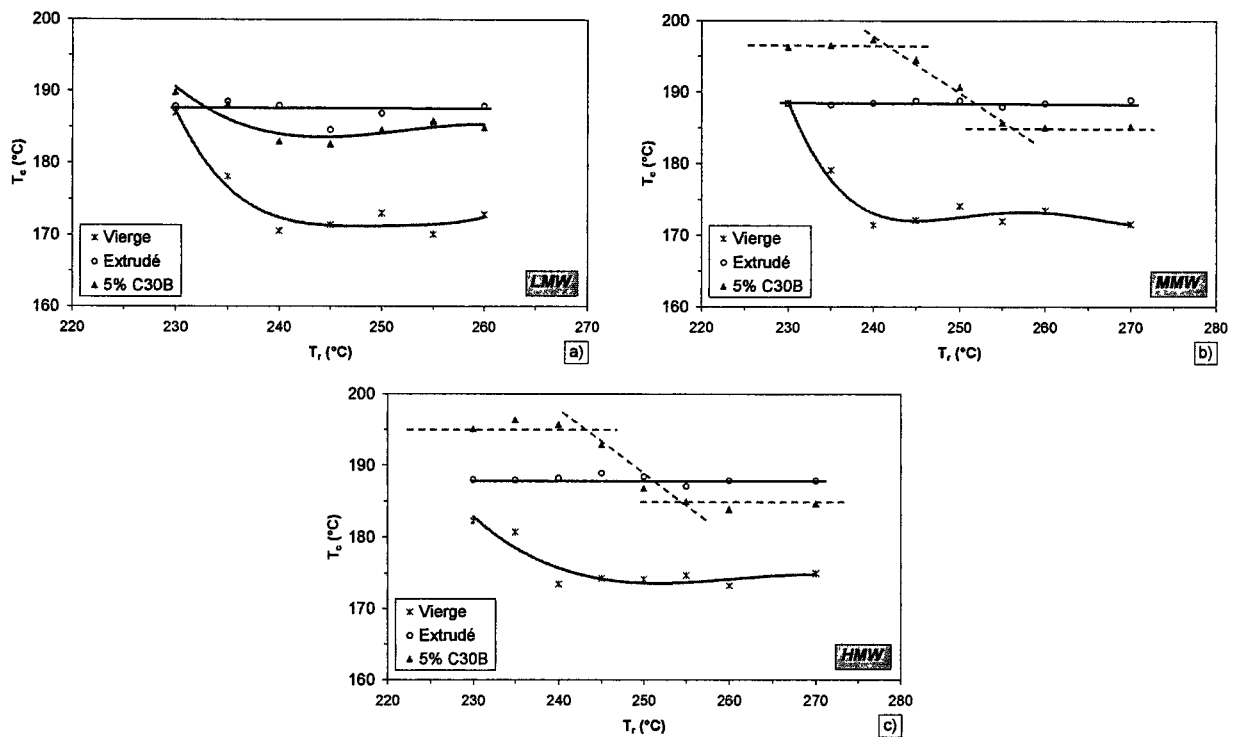 200
190
180
170
160
T_c (°C)
Vierge
Extrudé
5% C30B
LMW
220
230
240
250
260
270
T_r (°C)
a)
200
190
180
170
160
T_c (°C)
Vierge
Extrudé
5% C30B
MMW
220
230
240
250
260
270
280
T_r (°C)
b)
200
190
180
170
160
T_c (°C)
Vierge
Extrudé
5% C30B
HMW
220
230
240
250
260
270
280
T_r (°C)
c)